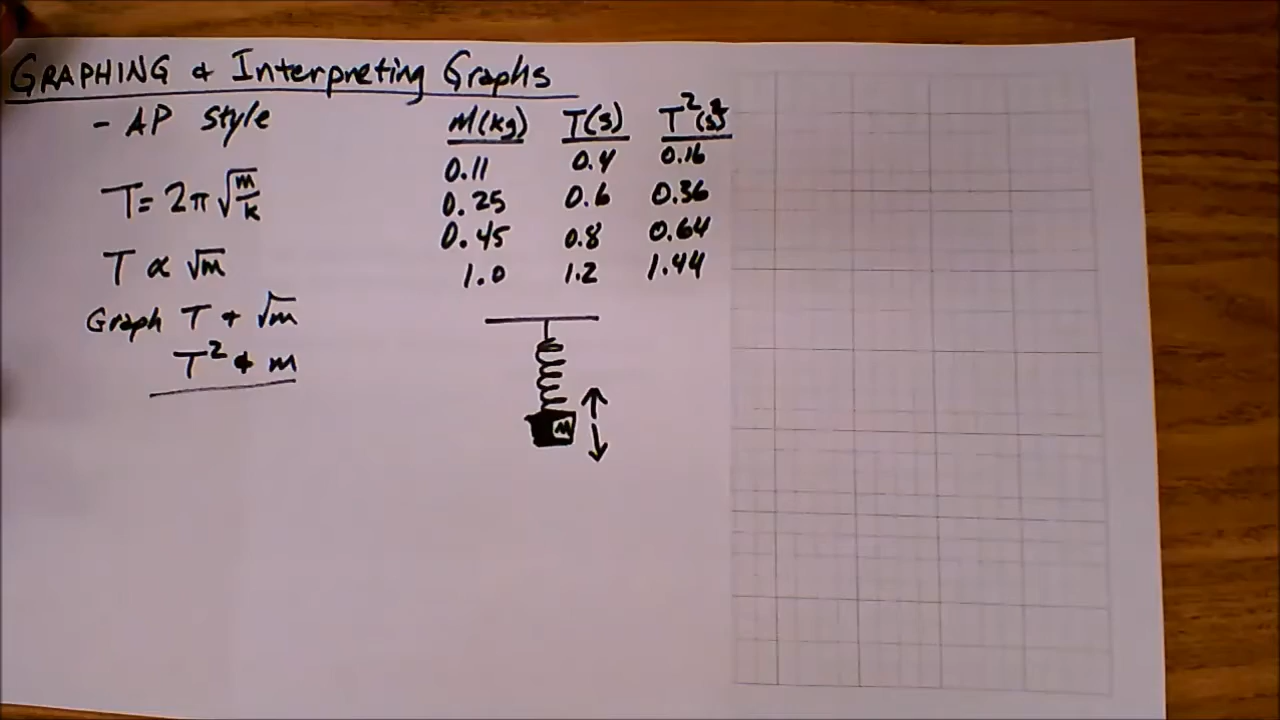 GRAPHING & Interpreting Graphs
- AP style
T = 2π√(m/k)
T ∝ √m
Graph T & √m
T² & m
M(kg) T(s) T²(s)²
0.11 0.4 0.16
0.25 0.6 0.36
0.45 0.8 0.64
1.0 1.2 1.44
M